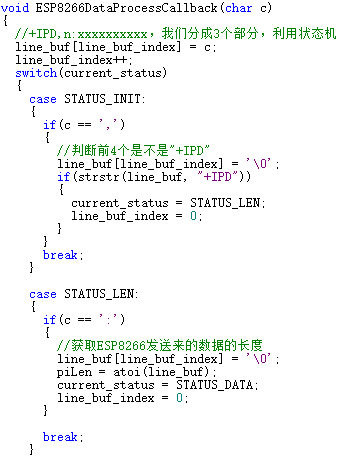 void ESP8266DataProcessCallback(char c)
{
  //+IPD,n:xxxxxxxxxx，我们分成3个部分，利用状态机
  line_buf[line_buf_index] = c;
  line_buf_index++;
  switch(current_status)
  {
    case STATUS_INIT:
    {
      if(c == ',')
      {
        //判断前4个是不是"+IPD"
        line_buf[line_buf_index] = '\0';
        if(strstr(line_buf, "+IPD"))
        {
          current_status = STATUS_LEN;
          line_buf_index = 0;
        }
      }
      break;
    }

    case STATUS_LEN:
    {
      if(c == ':')
      {
        //获取ESP8266发送来的数据的长度
        line_buf[line_buf_index] = '\0';
        piLen = atoi(line_buf);
        current_status = STATUS_DATA;
        line_buf_index = 0;
      }

      break;
    }